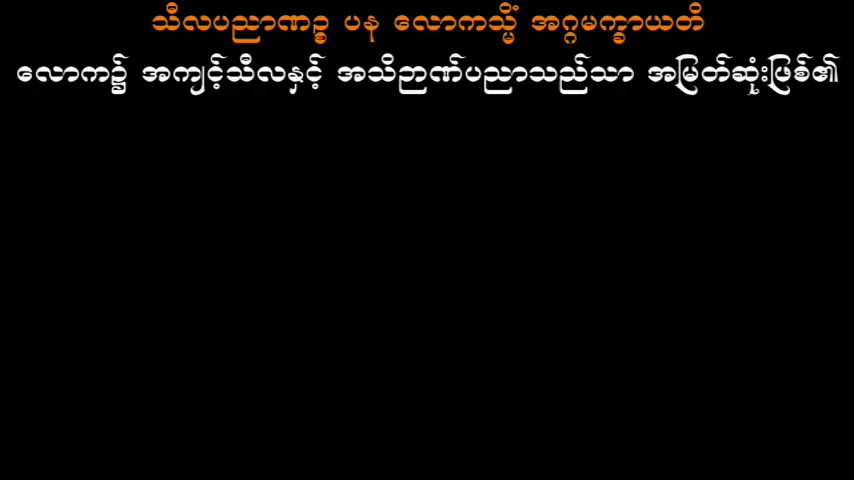 သီလပညာဏဉ္စ ပန လောကသ္မိံ အဂ္ဂမက္ခာယတိ
လောက၌ အကျင့်သီလနှင့် အသိဉာဏ်ပညာသည်သာ အမြတ်ဆုံးဖြစ်၏